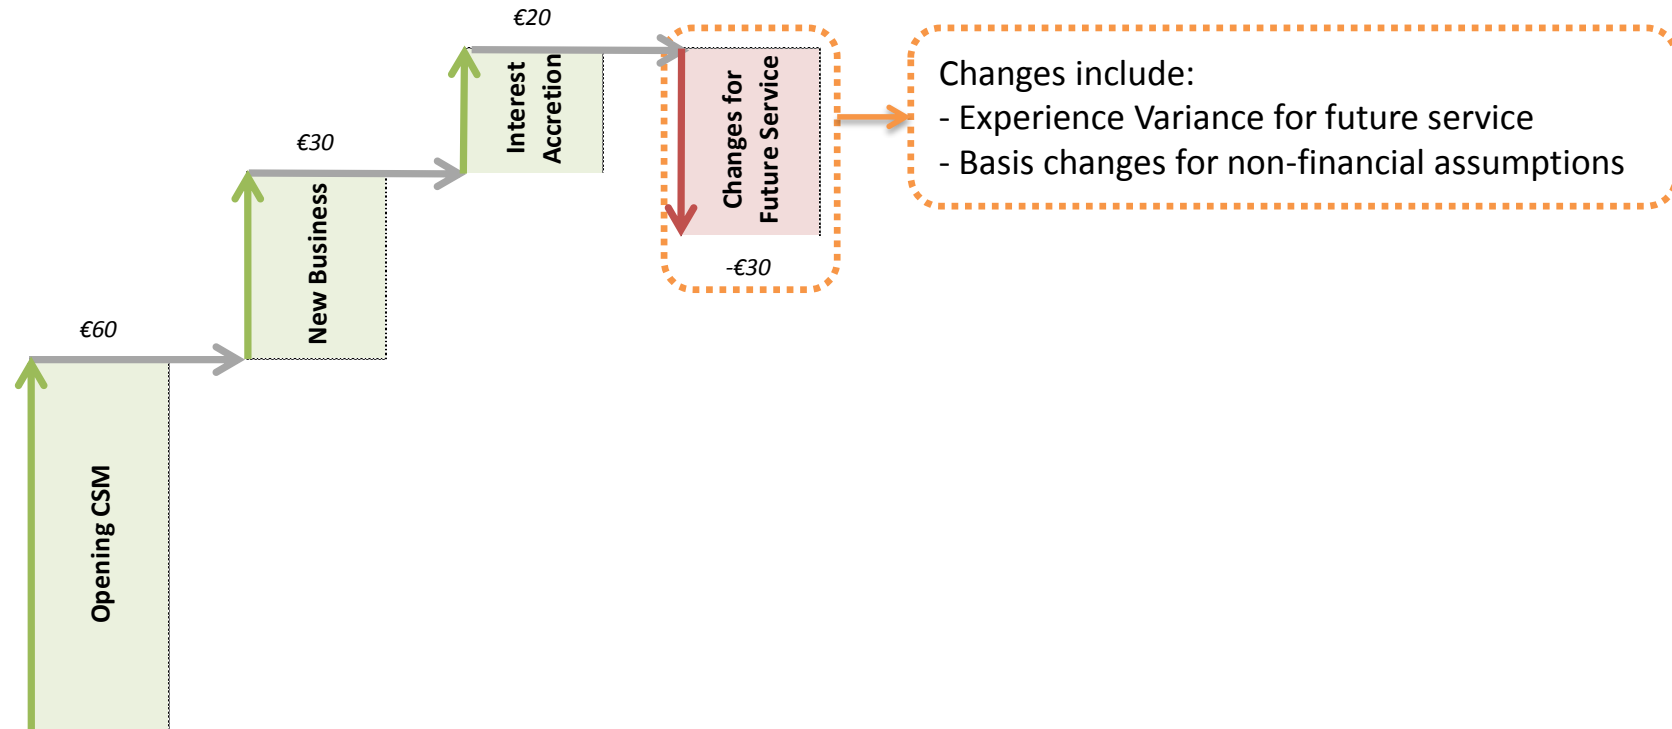 €20
€30
€60
-€30
Opening CSM
New Business
Interest
Accretion
Changes for
Future Service
Changes include:
- Experience Variance for future service
- Basis changes for non-financial assumptions